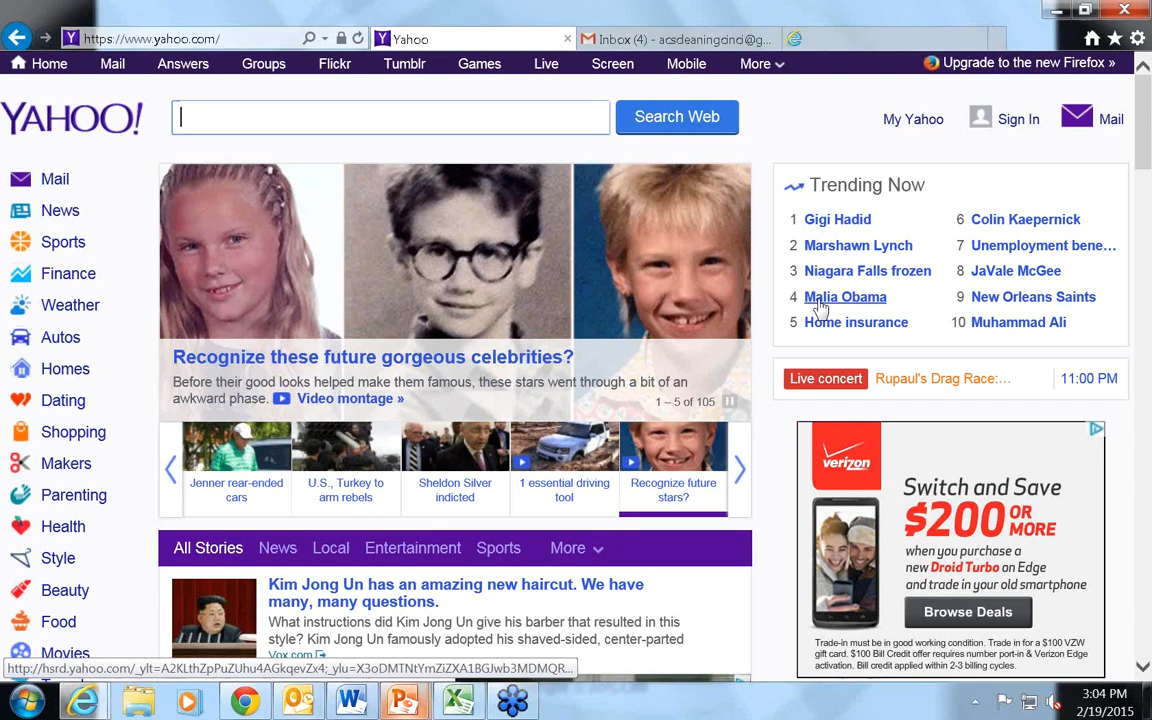 https://www.yahoo.com/
Yahoo
Inbox (4) - acsdeaningcinci@g...
Home
Mail
Answers
Groups
Flickr
Tumblr
Games
Live
Screen
Mobile
More
Upgrade to the new Firefox »
YAHOO!
Search Web
My Yahoo
Sign In
Mail
Mail
News
Sports
Finance
Weather
Autos
Homes
Dating
Shopping
Makers
Parenting
Health
Style
Beauty
Food
Movies
Recognize these future gorgeous celebrities?
Before their good looks helped make them famous, these stars went through a bit of an
awkward phase. Video montage »
1 – 5 of 105
Jenner rear-ended
cars
U.S., Turkey to
arm rebels
Sheldon Silver
indicted
1 essential driving
tool
Recognize future
stars?
All Stories
News
Local
Entertainment
Sports
More
Kim Jong Un has an amazing new haircut. We have
many, many questions.
What instructions did Kim Jong Un give his barber that resulted in this
style? Kim Jong Un famously adopted his shaved-sided, center-parted
Vox.com
Trending Now
1 Gigi Hadid
2 Marshawn Lynch
3 Niagara Falls frozen
4 Malia Obama
5 Home insurance
6 Colin Kaepernick
7 Unemployment bene...
8 JaVale McGee
9 New Orleans Saints
10 Muhammad Ali
Live concert
Rupaul's Drag Race:...
11:00 PM
verizon
Switch and Save
$200 OR
MORE
when you purchase a
new Droid Turbo on Edge
and trade in your old smartphone
Browse Deals
Trade-in must be in good working condition. Trade in for a $100 VZW
gift card. $100 Bill Credit offer requires number port-in & Verizon Edge
activation. Bill credit applied within 2-3 billing cycles.
3:04 PM
2/19/2015